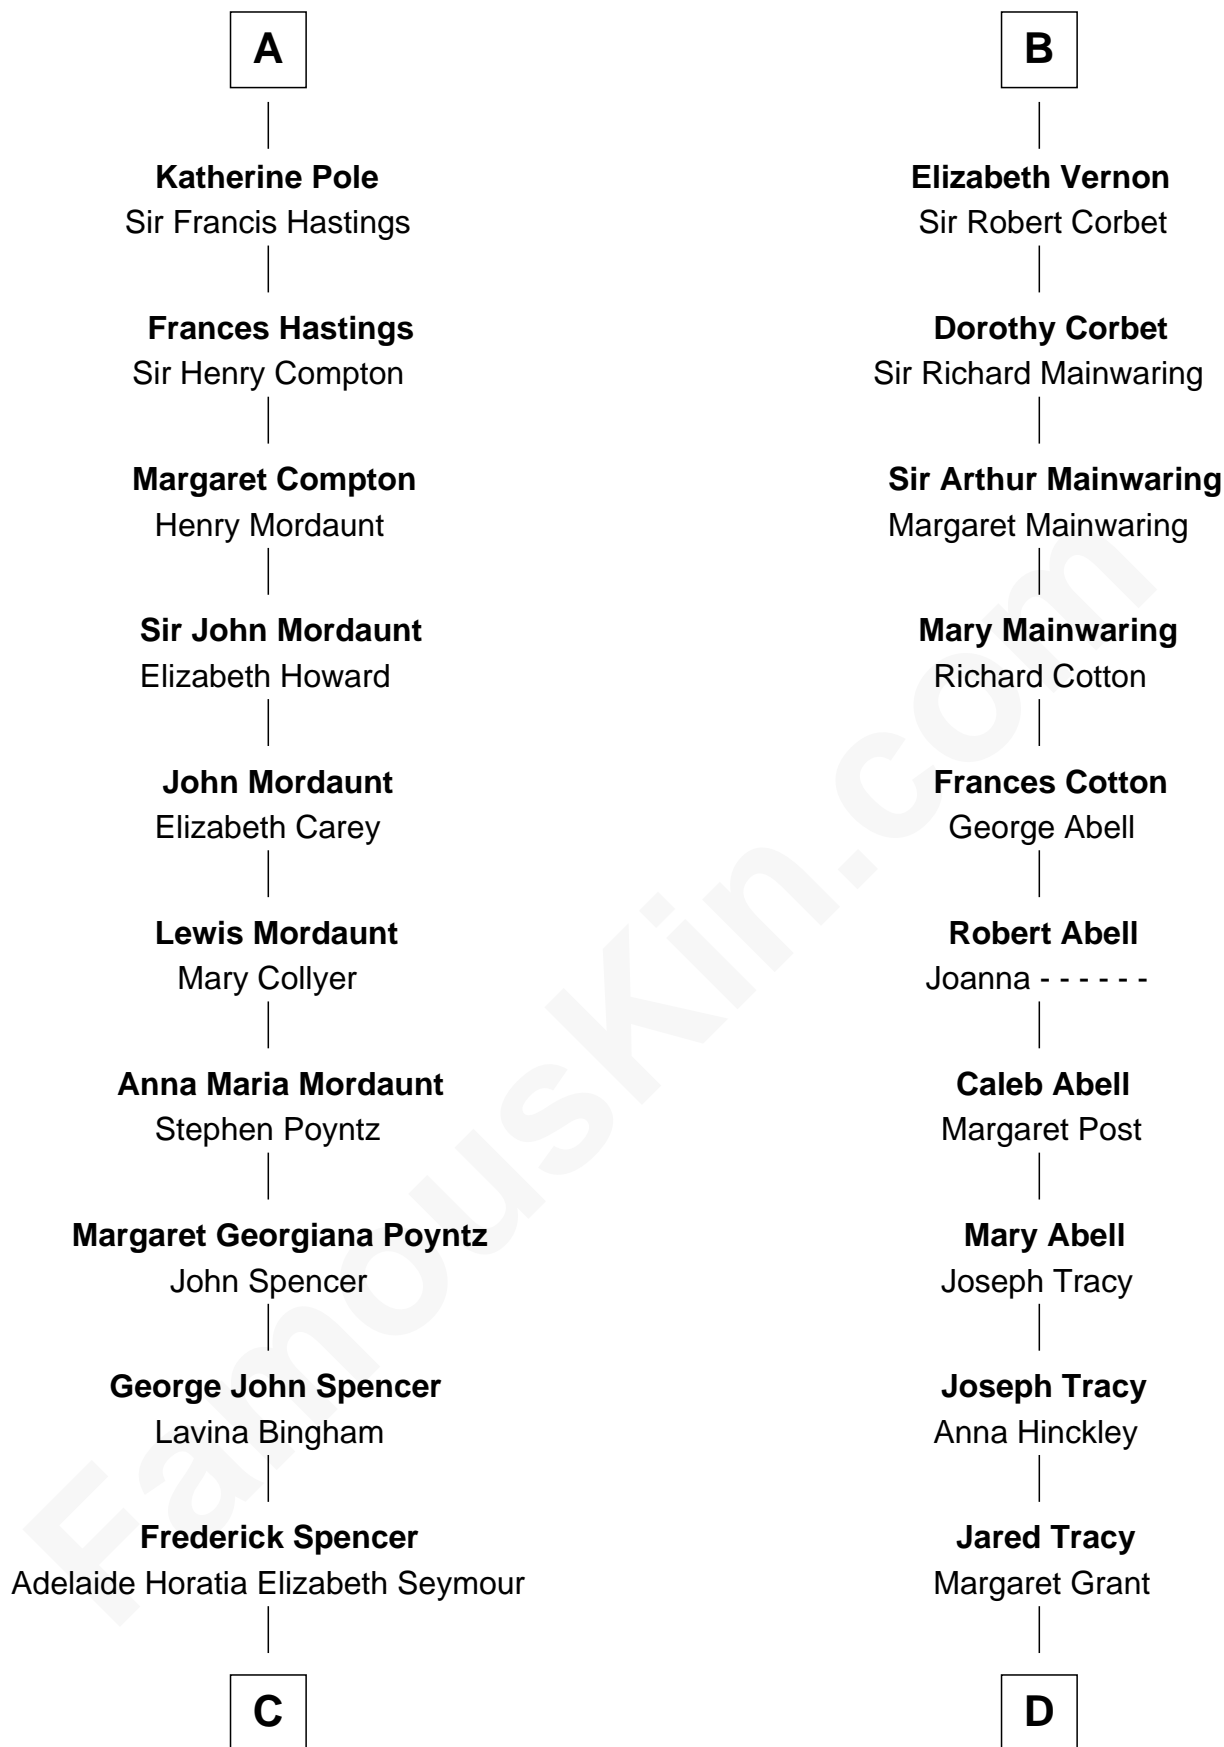 A
Katherine Pole
Sir Francis Hastings
Frances Hastings
Sir Henry Compton
Margaret Compton
Henry Mordaunt
Sir John Mordaunt
Elizabeth Howard
John Mordaunt
Elizabeth Carey
Lewis Mordaunt
Mary Collyer
Anna Maria Mordaunt
Stephen Poyntz
Margaret Georgiana Poyntz
John Spencer
George John Spencer
Lavina Bingham
Frederick Spencer
Adelaide Horatia Elizabeth Seymour
C
B
Elizabeth Vernon
Sir Robert Corbet
Dorothy Corbet
Sir Richard Mainwaring
Sir Arthur Mainwaring
Margaret Mainwaring
Mary Mainwaring
Richard Cotton
Frances Cotton
George Abell
Robert Abell
Joanna - - - - - -
Caleb Abell
Margaret Post
Mary Abell
Joseph Tracy
Joseph Tracy
Anna Hinckley
Jared Tracy
Margaret Grant
D
FamousKin.com